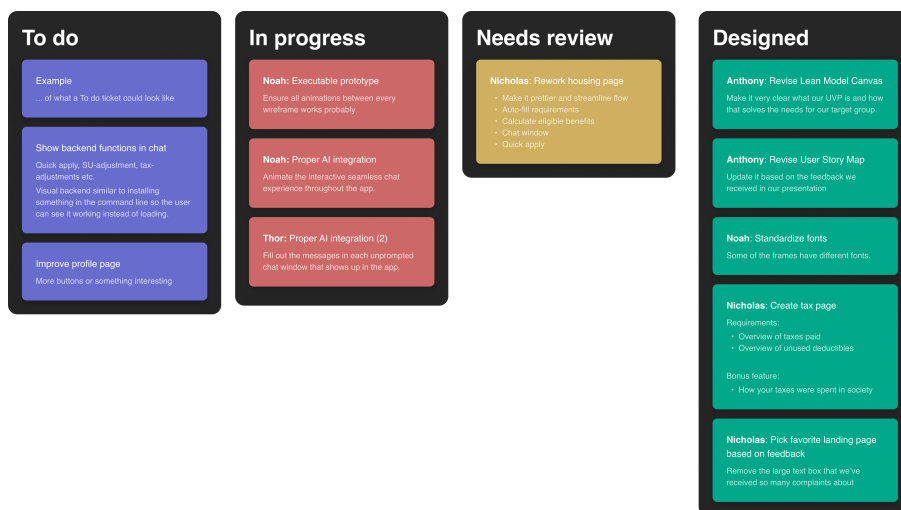 To do
Example
... of what a To do ticket could look like
Show backend functions in chat
Quick apply, SU-adjustment, tax-
adjustments etc.
Visual backend similar to installing
something in the command line so the user
can see it working instead of loading.
Improve profile page
More buttons or something interesting
In progress
Noah: Executable prototype
Ensure all animations between every
wireframe works probably
Noah: Proper AI integration
Animate the interactive seamless chat
experience throughout the app.
Thor: Proper AI integration (2)
Fill out the messages in each unprompted
chat window that shows up in the app.
Needs review
Nicholas: Rework housing page
• Make it prettier and streamline flow
• Auto-fill requirements
• Calculate eligible benefits
• Chat window
• Quick apply
Designed
Anthony: Revise Lean Model Canvas
Make it very clear what our UVP is and how
that solves the needs for our target group.
Anthony: Revise User Story Map
Update it based on the feedback we
received in our presentation
Noah: Standardize fonts
Some of the frames have different fonts.
Nicholas: Create tax page
Requirements:
• Overview of taxes paid
• Overview of unused deductibles
Bonus feature:
• How your taxes were spent in society
Nicholas: Pick favorite landing page
based on feedback
Remove the large text box that we've
received so many complaints about